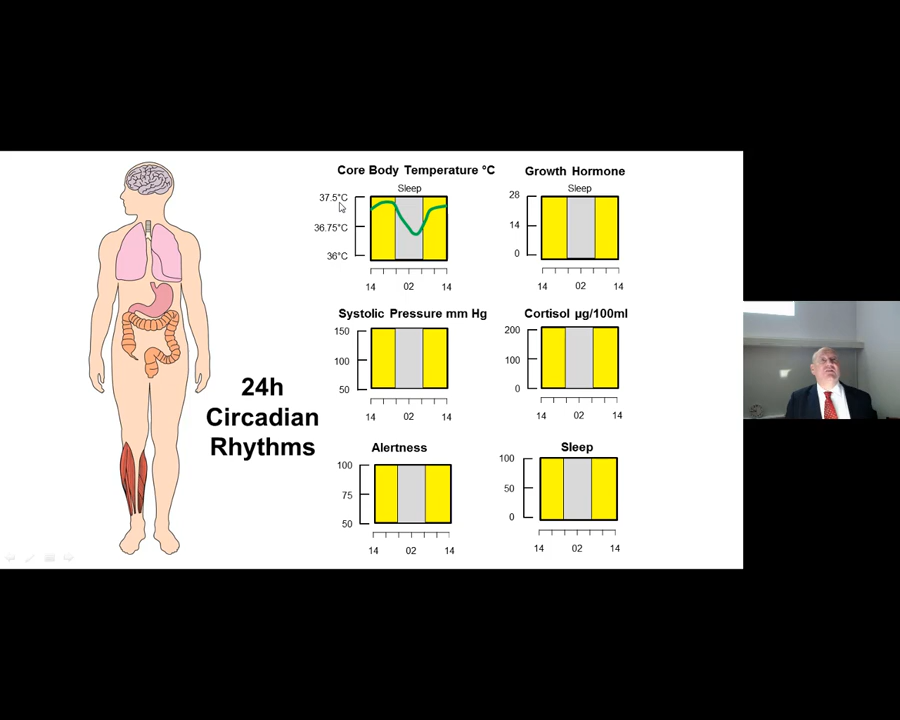 Core Body Temperature °C
Sleep
37.5°C
36.75°C
36°C
14 02 14
Growth Hormone
Sleep
28
14
0
14 02 14
Systolic Pressure mm Hg
150
100
50
14 02 14
Cortisol µg/100ml
200
100
0
14 02 14
24h
Circadian
Rhythms
Alertness
100
75
50
14 02 14
Sleep
100
50
0
14 02 14